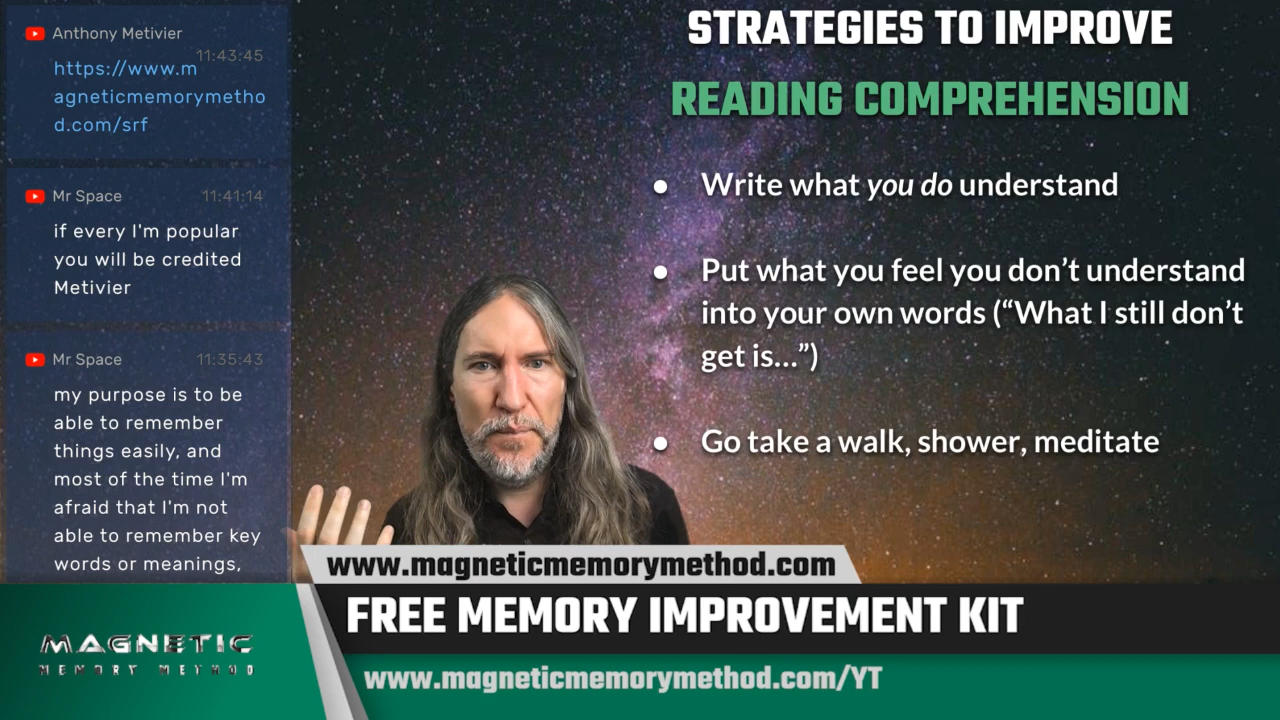 Anthony Metivier
11:43:45
https://www.m
agneticmemorymetho
d.com/srf
Mr Space 11:41:14
if every I'm popular
you will be credited
Metivier
Mr Space 11:35:43
my purpose is to be
able to remember
things easily, and
most of the time I'm
afraid that I'm not
able to remember key
words or meanings,
STRATEGIES TO IMPROVE
READING COMPREHENSION
● Write what you do understand
● Put what you feel you don’t understand
into your own words (“What I still don’t
get is...”)
● Go take a walk, shower, meditate
www.magneticmemorymethod.com
FREE MEMORY IMPROVEMENT KIT
www.magneticmemorymethod.com/YT
MAGNETIC
MEMORY METHOD